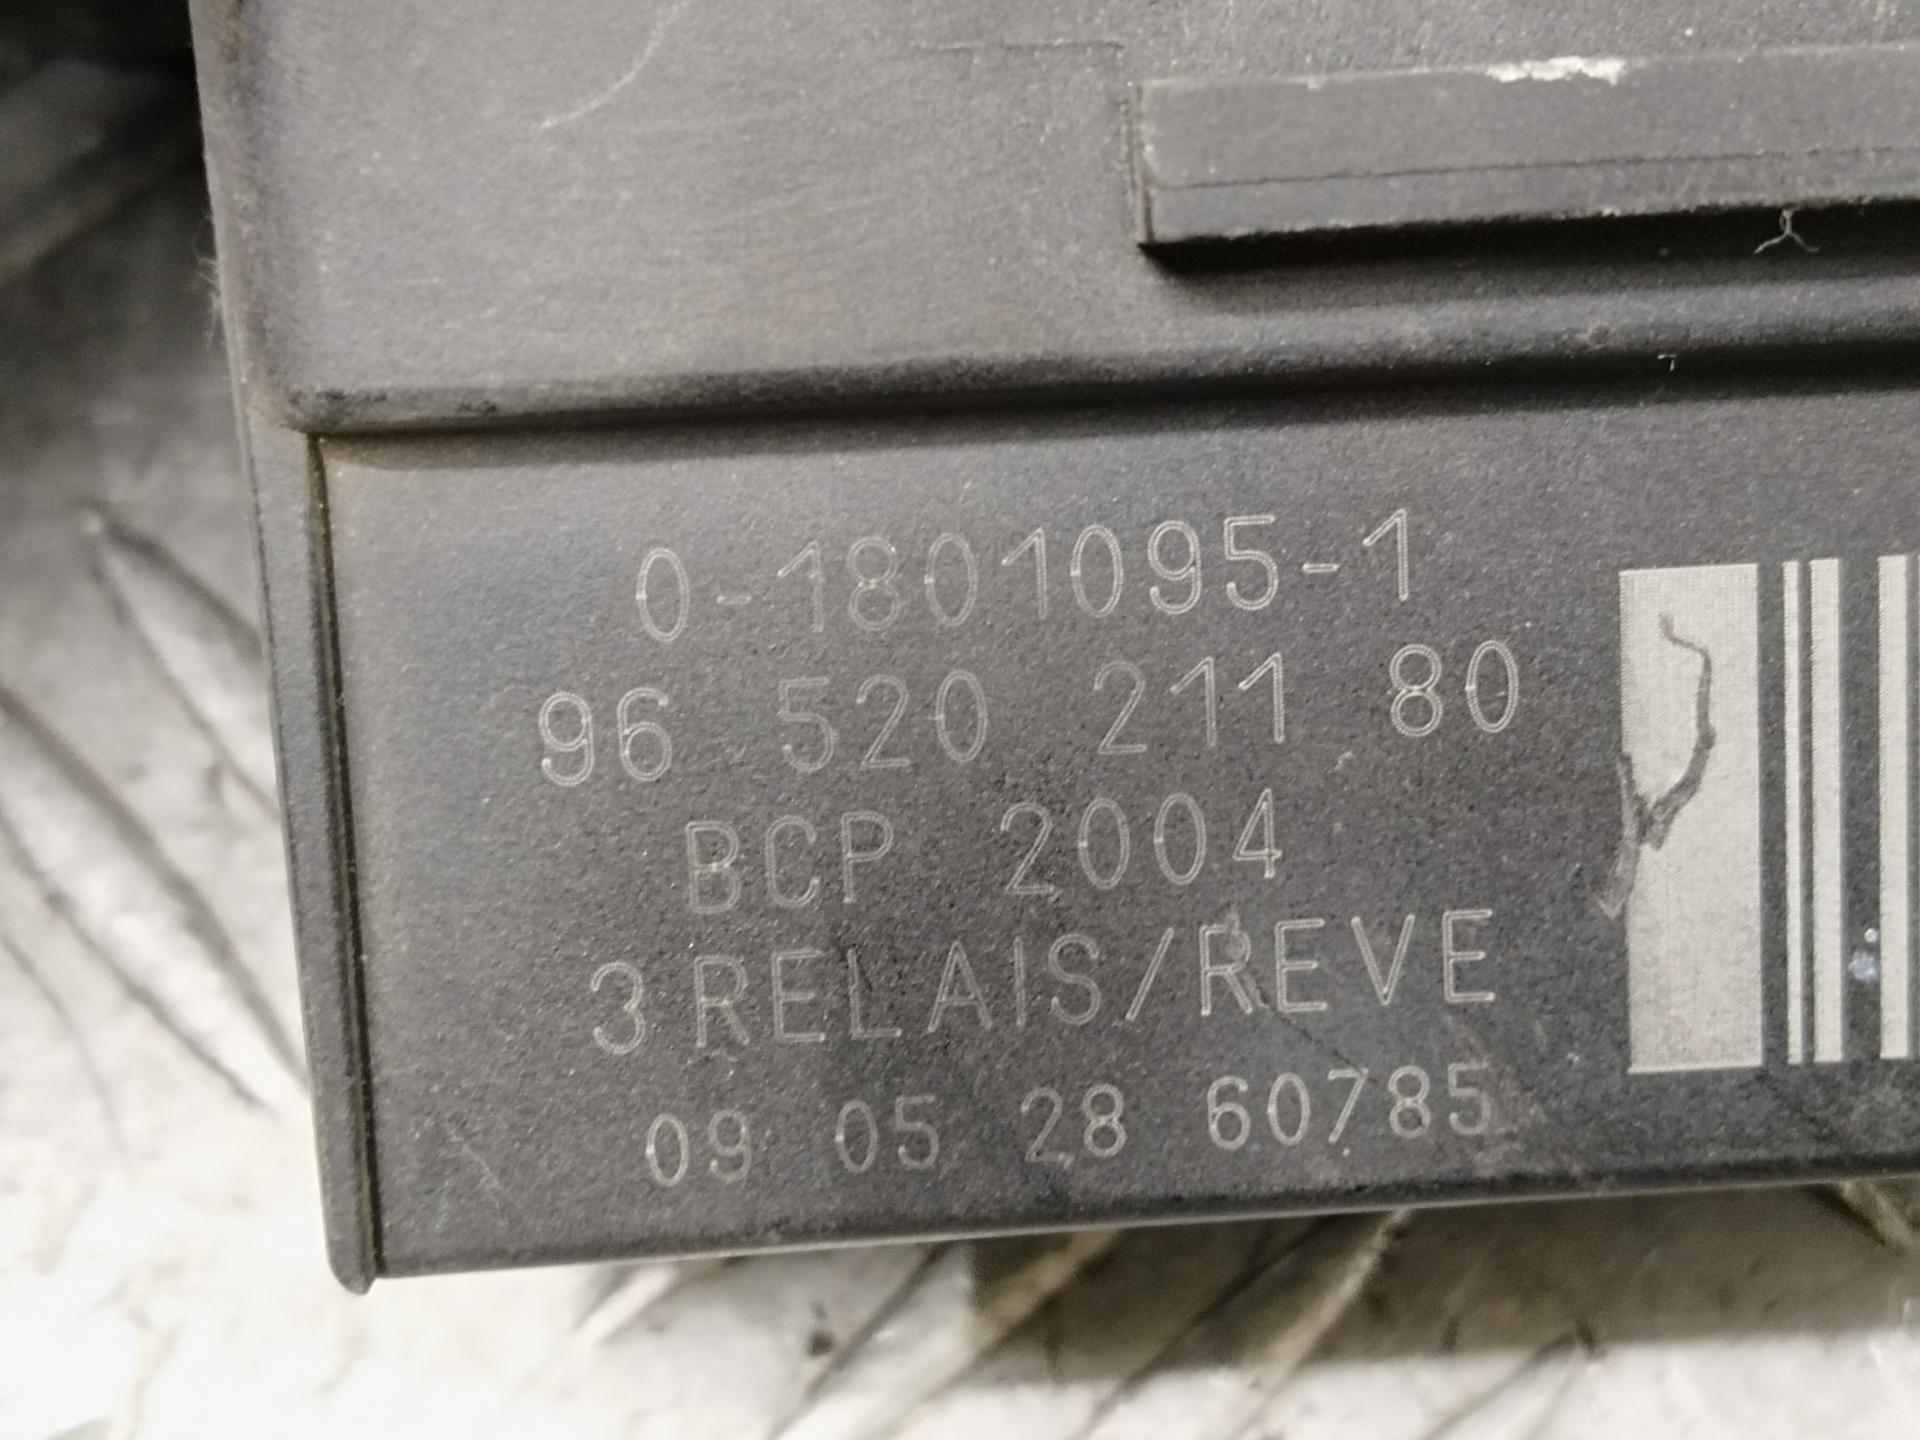 0-1801095-1
96 520 211 80
BCP 2004
3 RELAIS/REVE
09 05 28 60785